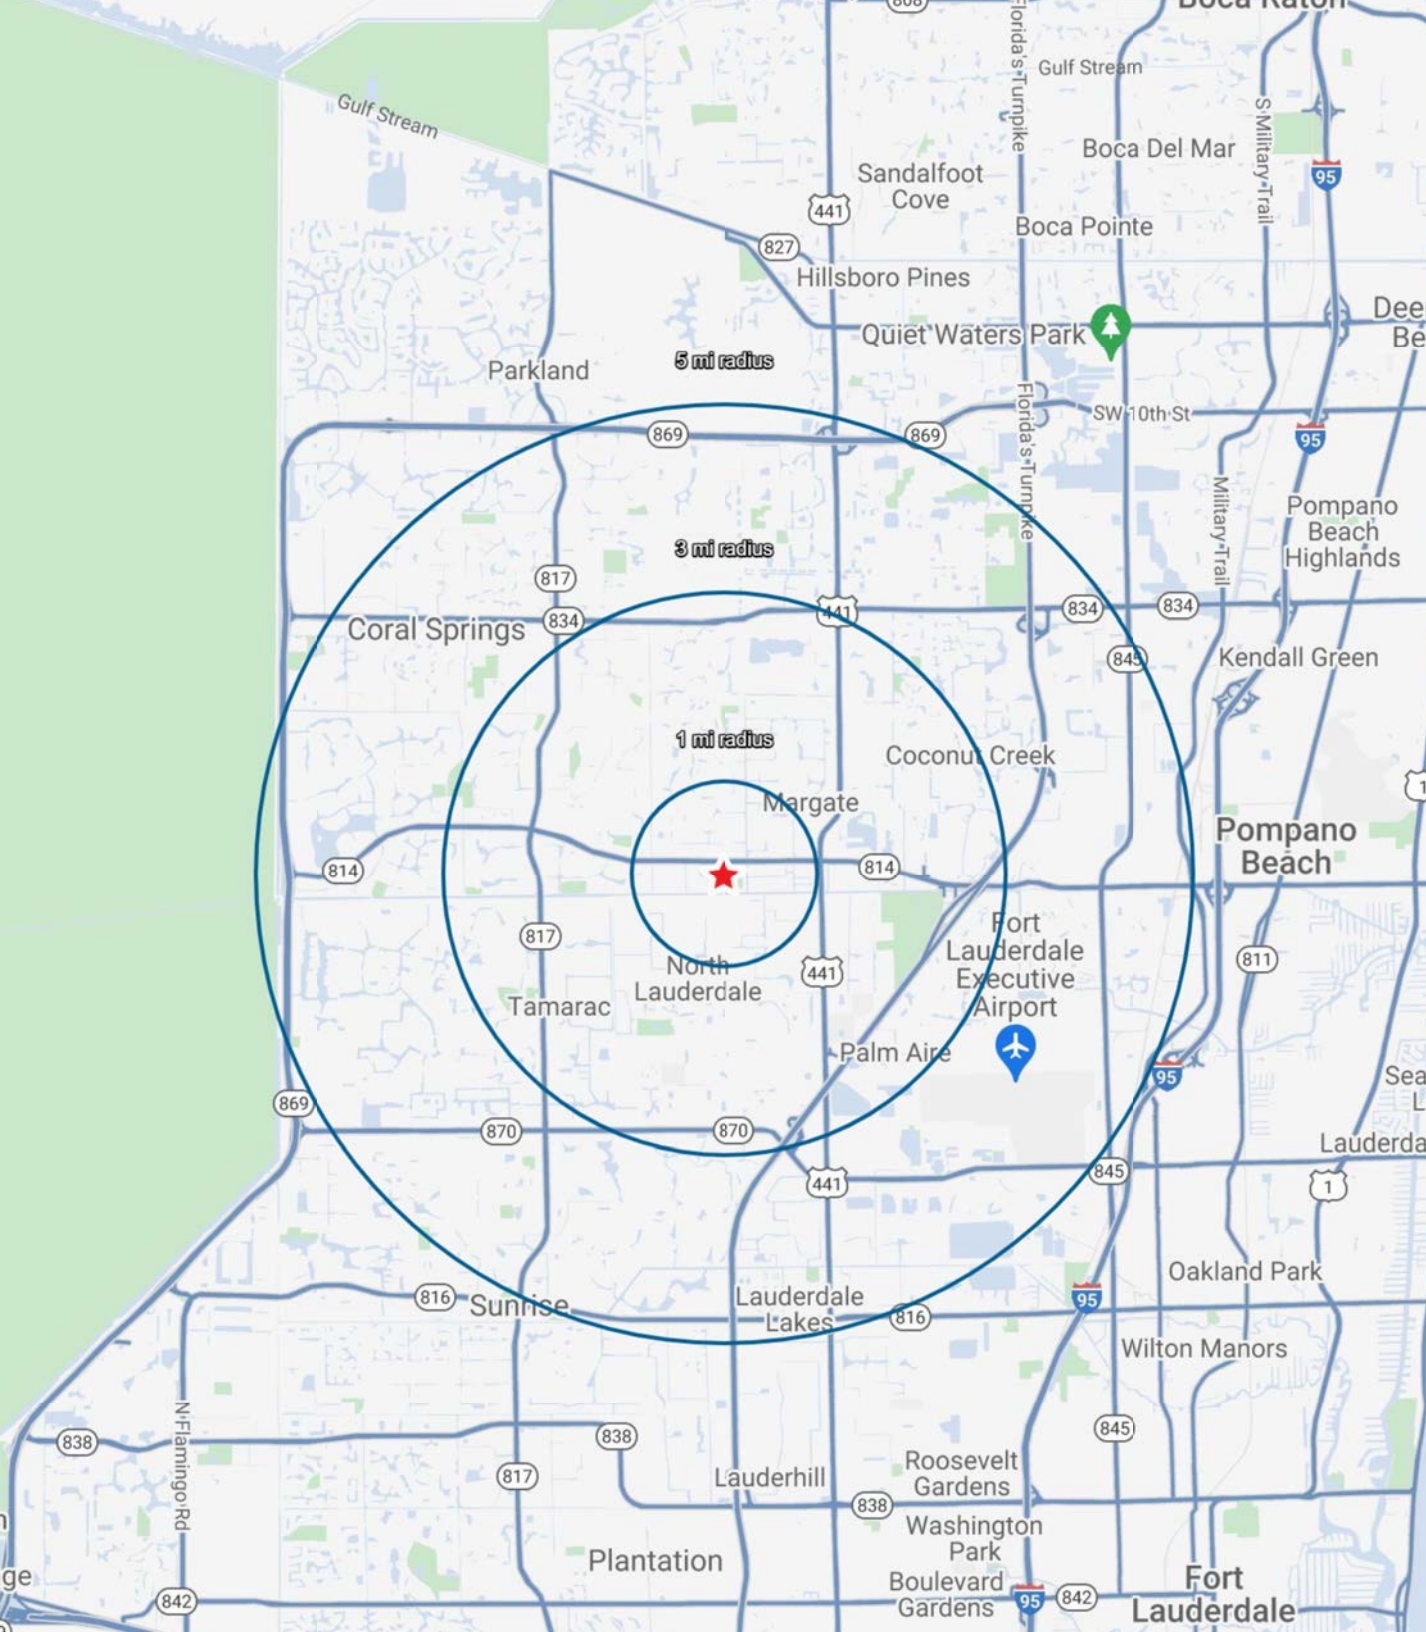 808
Boca Raton
Florida's Turnpike
Gulf Stream
Gulf Stream
S Military Trail
Boca Del Mar
Sandalfoot
Cove
95
441
Boca Pointe
827
Hillsboro Pines
Quiet Waters Park
Dee
Be
5 mi radius
Parkland
Florida's Turnpike
SW 10th St
869
869
95
Military Trail
Pompano
Beach
Highlands
3 mi radius
817
834
441
834
834
Coral Springs
845
Kendall Green
1 mi radius
Coconut Creek
Margate
1
Pompano
Beach
814
814
Fort
Lauderdale
Executive
Airport
817
811
North
Lauderdale
441
Tamarac
Palm Aire
95
Sea
L
869
870
870
Lauderda
441
845
1
Oakland Park
816
Sunrise
Lauderdale
Lakes
816
95
Wilton Manors
N Flamingo Rd
838
838
845
817
Lauderhill
Roosevelt
Gardens
838
Washington
Park
n
ge
Plantation
Boulevard
Gardens
842
95
842
Fort
Lauderdale